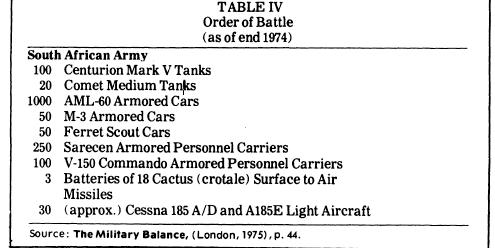 TABLE IV
Order of Battle
(as of end 1974)
South African Army
100 Centurion Mark V Tanks
20 Comet Medium Tanks
1000 AML-60 Armored Cars
50 M-3 Armored Cars
50 Ferret Scout Cars
250 Sarecen Armored Personnel Carriers
100 V-150 Commando Armored Personnel Carriers
3 Batteries of 18 Cactus (crotale) Surface to Air
Missiles
30 (approx.) Cessna 185 A/D and A185E Light Aircraft
Source: The Military Balance, (London, 1975), p. 44.